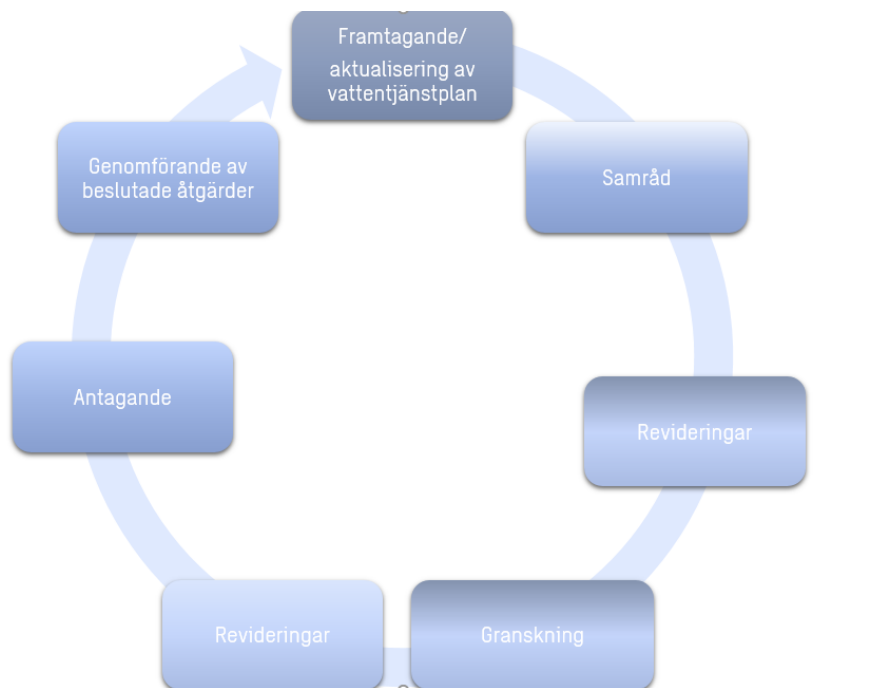 Framtagande/
aktualisering av
vattentjänstplan
Samråd
Revideringar
Granskning
Revideringar
Antagande
Genomförande av
beslutade åtgärder